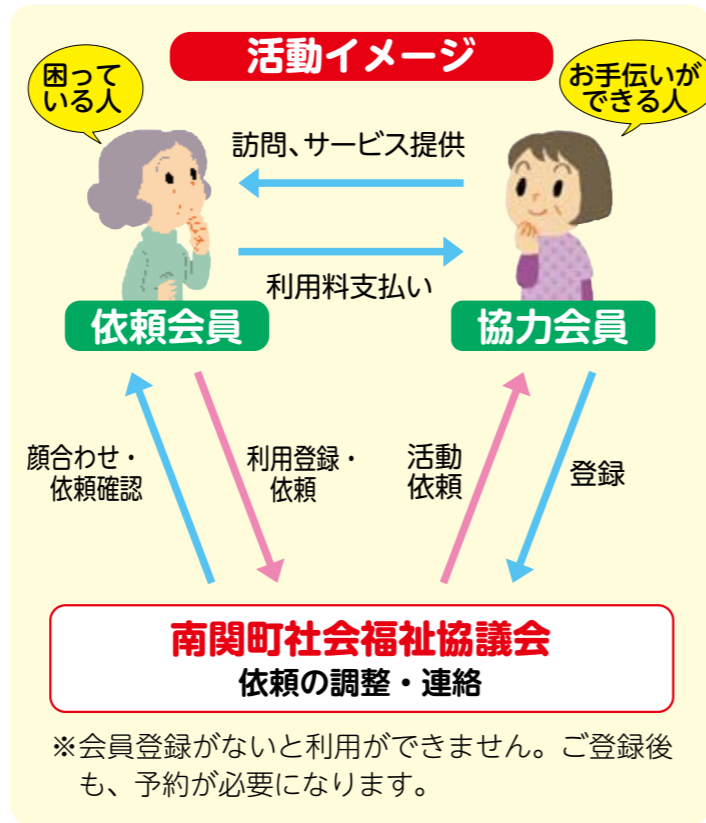 活動イメージ
困って
いる人
お手伝いが
できる人
訪問、サービス提供
利用料支払い
依頼会員
協力会員
顔合わせ・
依頼確認
利用登録・
依頼
活動
依頼
登録
南関町社会福祉協議会
依頼の調整・連絡
※会員登録がないと利用ができません。ご登録後
も、予約が必要になります。